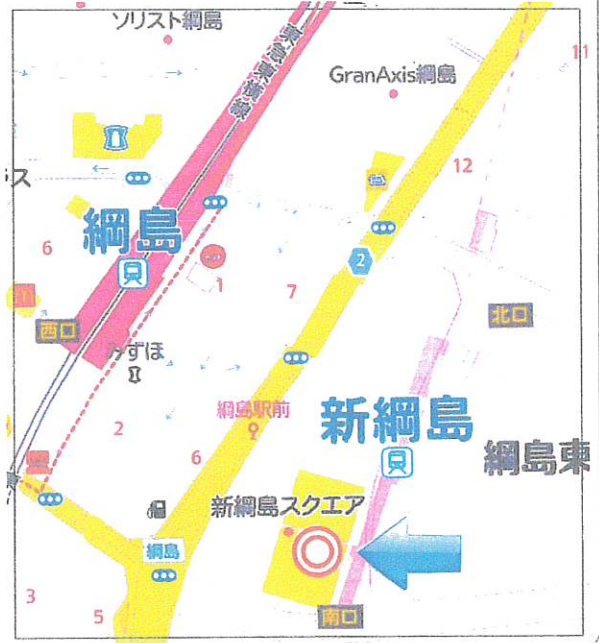 ソリスト綱島
東急東横線
11
GranAxis綱島
12
ス
6
綱島
1
2
7
北口
西口
みずほ
綱島駅前
新綱島
2
6
綱島東
新綱島スクエア
綱島
3
5
南口